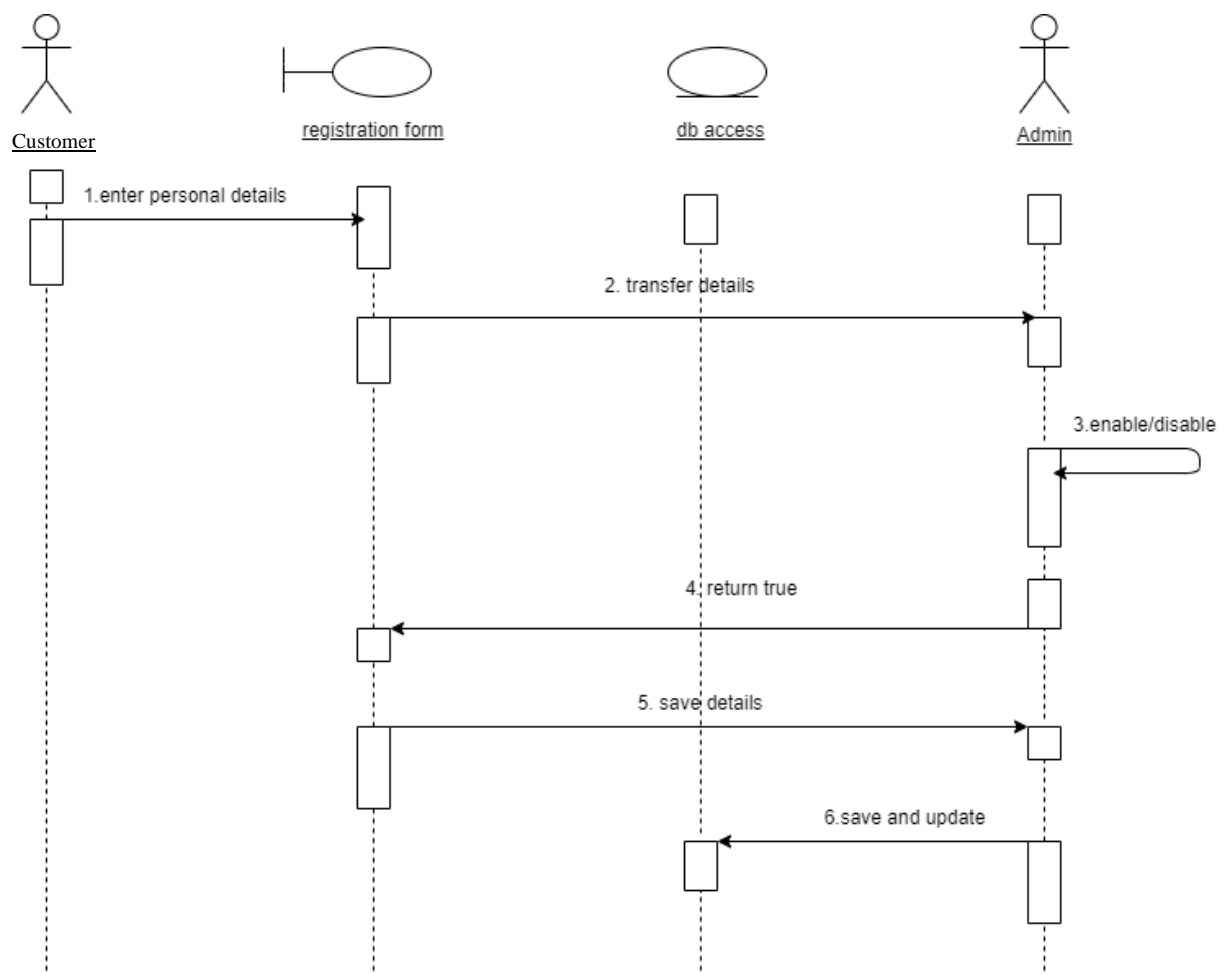 Customer
registration form
db access
Admin
1.enter personal details
2. transfer details
3.enable/disable
4. return true
5. save details
6.save and update